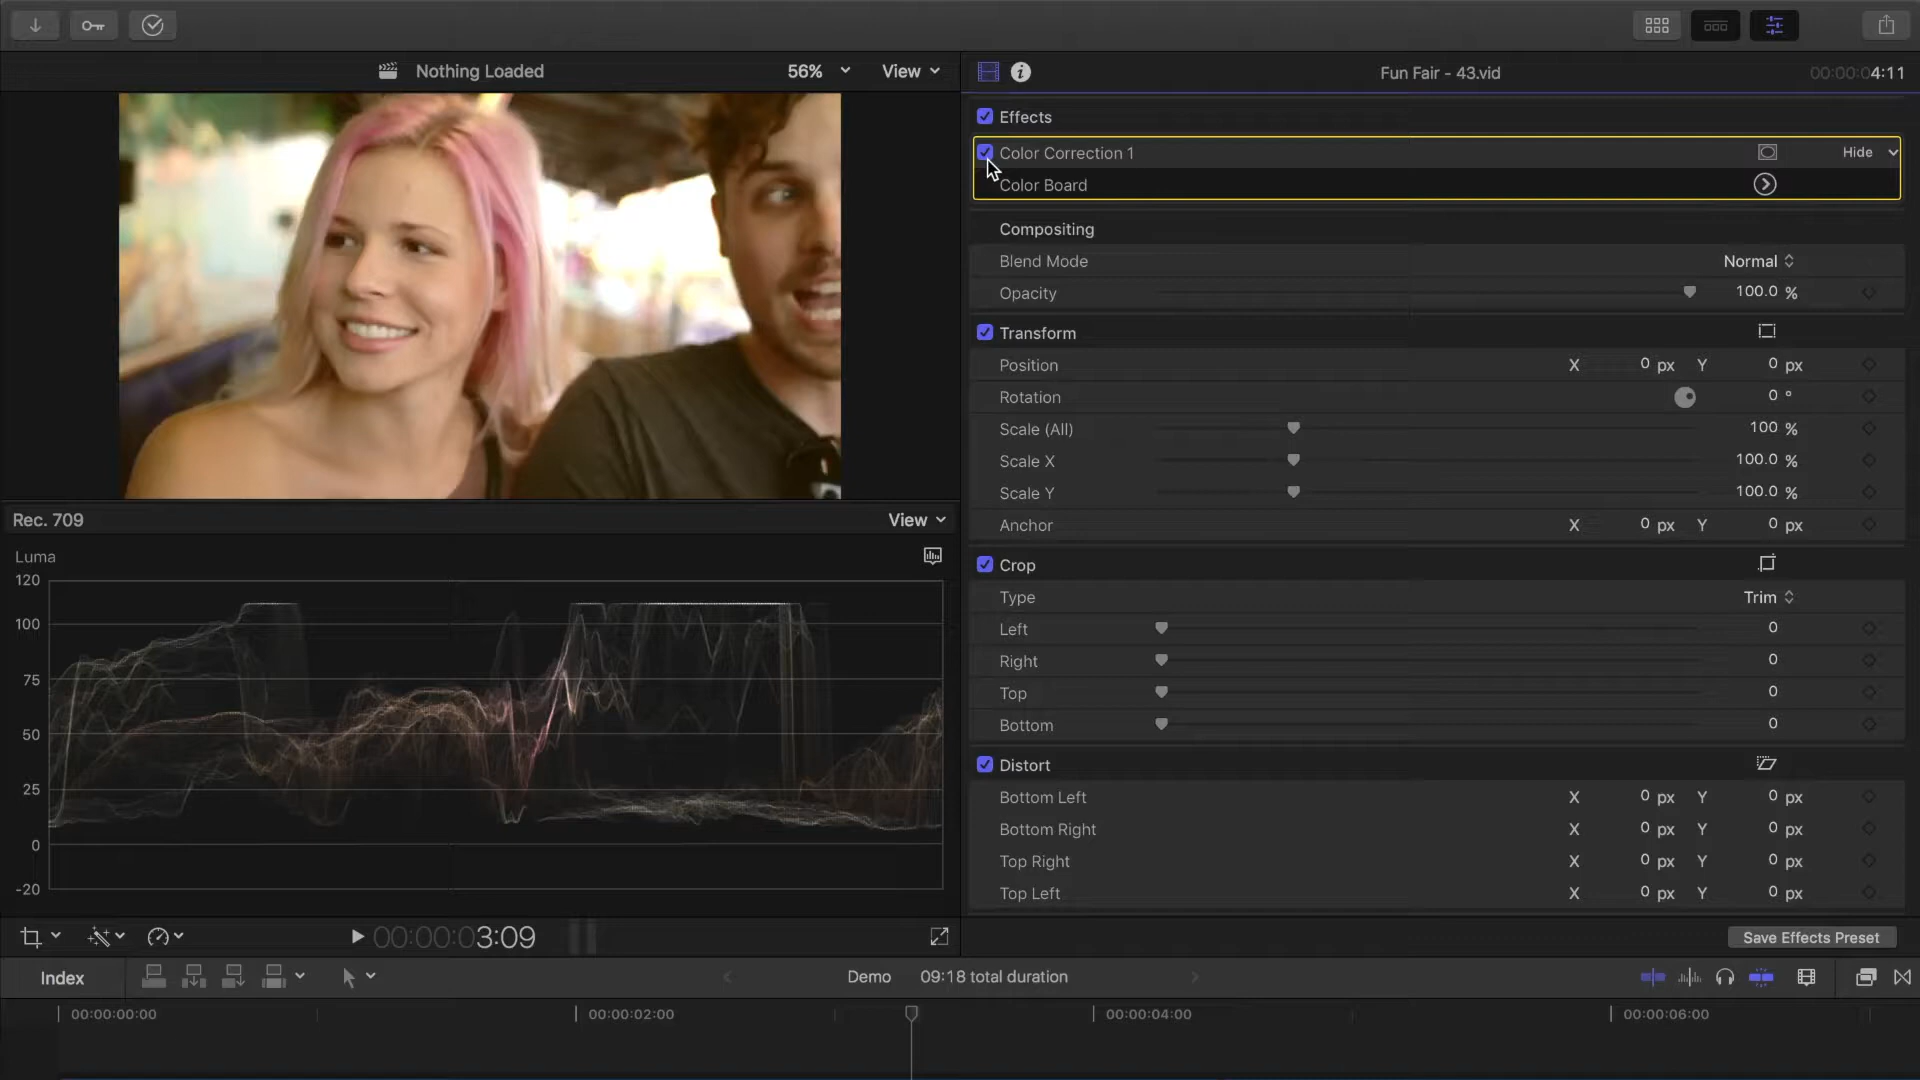 Nothing Loaded 56% View
Fun Fair - 43.vid 00:00:04:11
Effects
Color Correction 1 Hide
Color Board
Compositing
Blend Mode Normal
Opacity 100.0 %
Transform
Position X 0 px Y 0 px
Rotation 0 °
Scale (All) 100 %
Scale X 100.0 %
Scale Y 100.0 %
Anchor X 0 px Y 0 px
Crop
Type Trim
Left 0
Right 0
Top 0
Bottom 0
Distort
Bottom Left X 0 px Y 0 px
Bottom Right X 0 px Y 0 px
Top Right X 0 px Y 0 px
Top Left X 0 px Y 0 px
Save Effects Preset
Rec. 709 View
Luma
120
100
75
50
25
0
-20
00:00:03:09
Index Demo 09:18 total duration
00:00:00:00 00:00:02:00 00:00:04:00 00:00:06:00